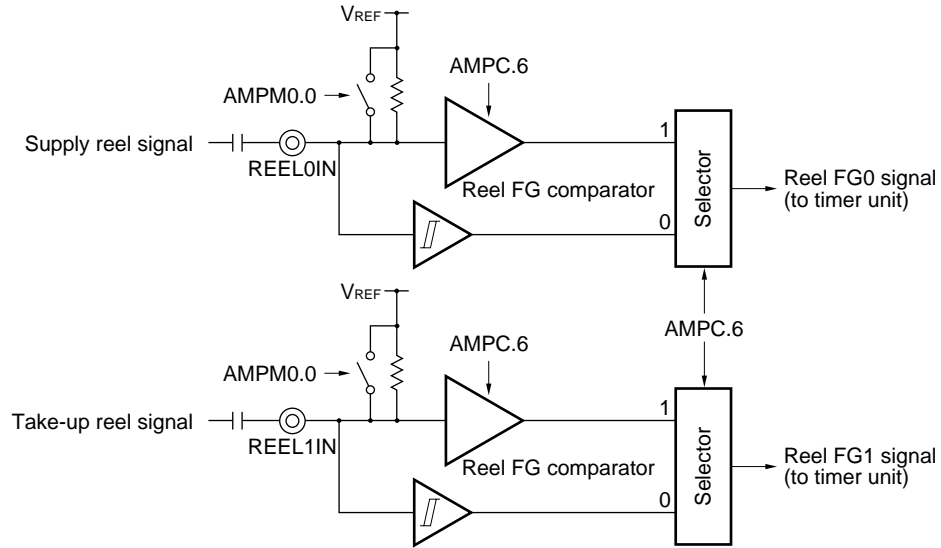 VREF
AMPC.6
AMPM0.0
1
Supply reel signal
REEL0IN
Reel FG comparator
Selector
Reel FG0 signal
(to timer unit)
0
VREF
AMPC.6
AMPC.6
AMPM0.0
1
Take-up reel signal
REEL1IN
Reel FG comparator
Selector
Reel FG1 signal
(to timer unit)
0